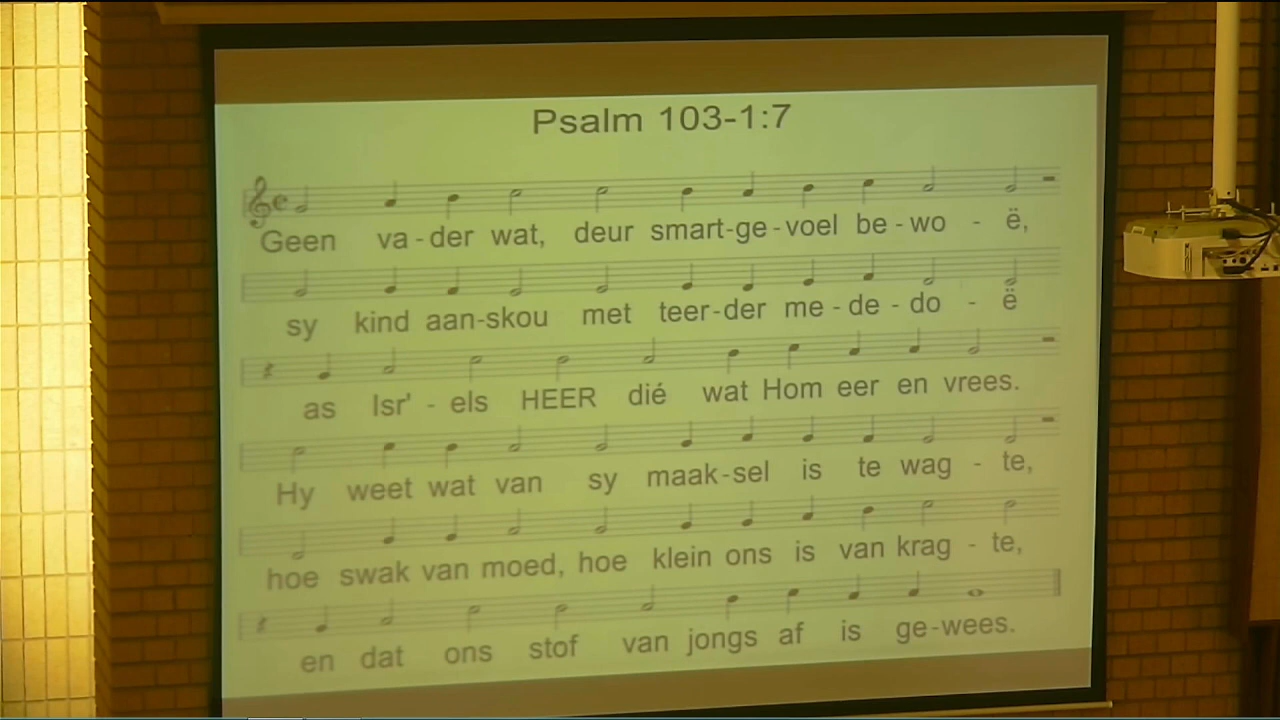 Psalm 103-1:7
Geen va - der wat, deur smart-ge - voel be - wo - ë,
sy kind aan-skou met teer-der me - de - do - ë
as Isr' - els HEER dié wat Hom eer en vrees.
Hy weet wat van sy maak-sel is te wag - te,
hoe swak van moed, hoe klein ons is van krag - te,
en dat ons stof van jongs af is ge-wees.